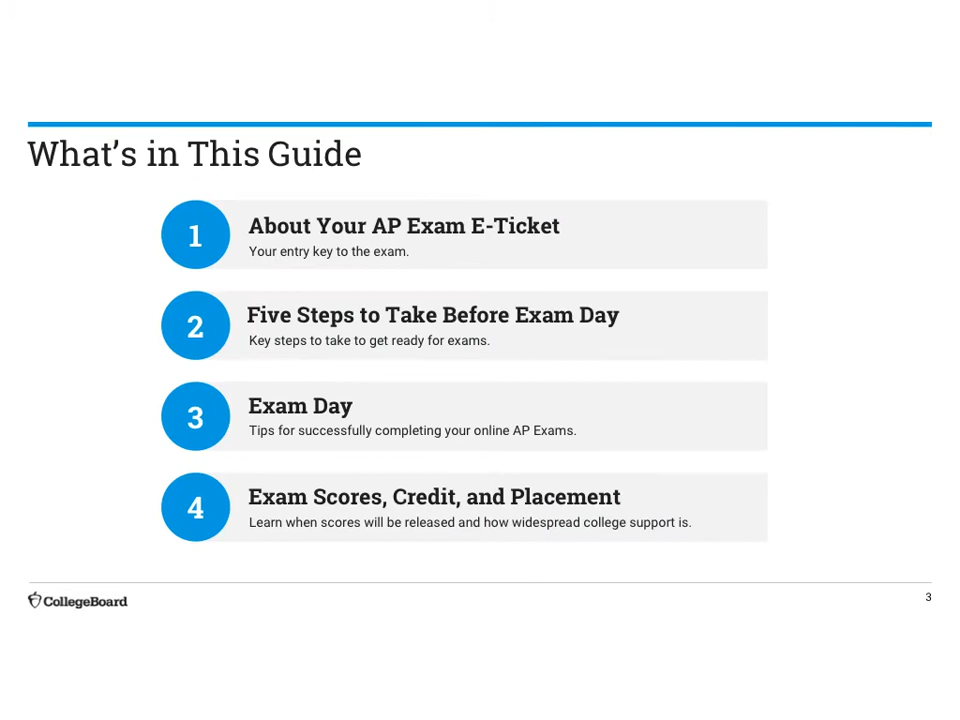 What's in This Guide
1
About Your AP Exam E-Ticket
Your entry key to the exam.
2
Five Steps to Take Before Exam Day
Key steps to take to get ready for exams.
3
Exam Day
Tips for successfully completing your online AP Exams.
4
Exam Scores, Credit, and Placement
Learn when scores will be released and how widespread college support is.
CollegeBoard
3